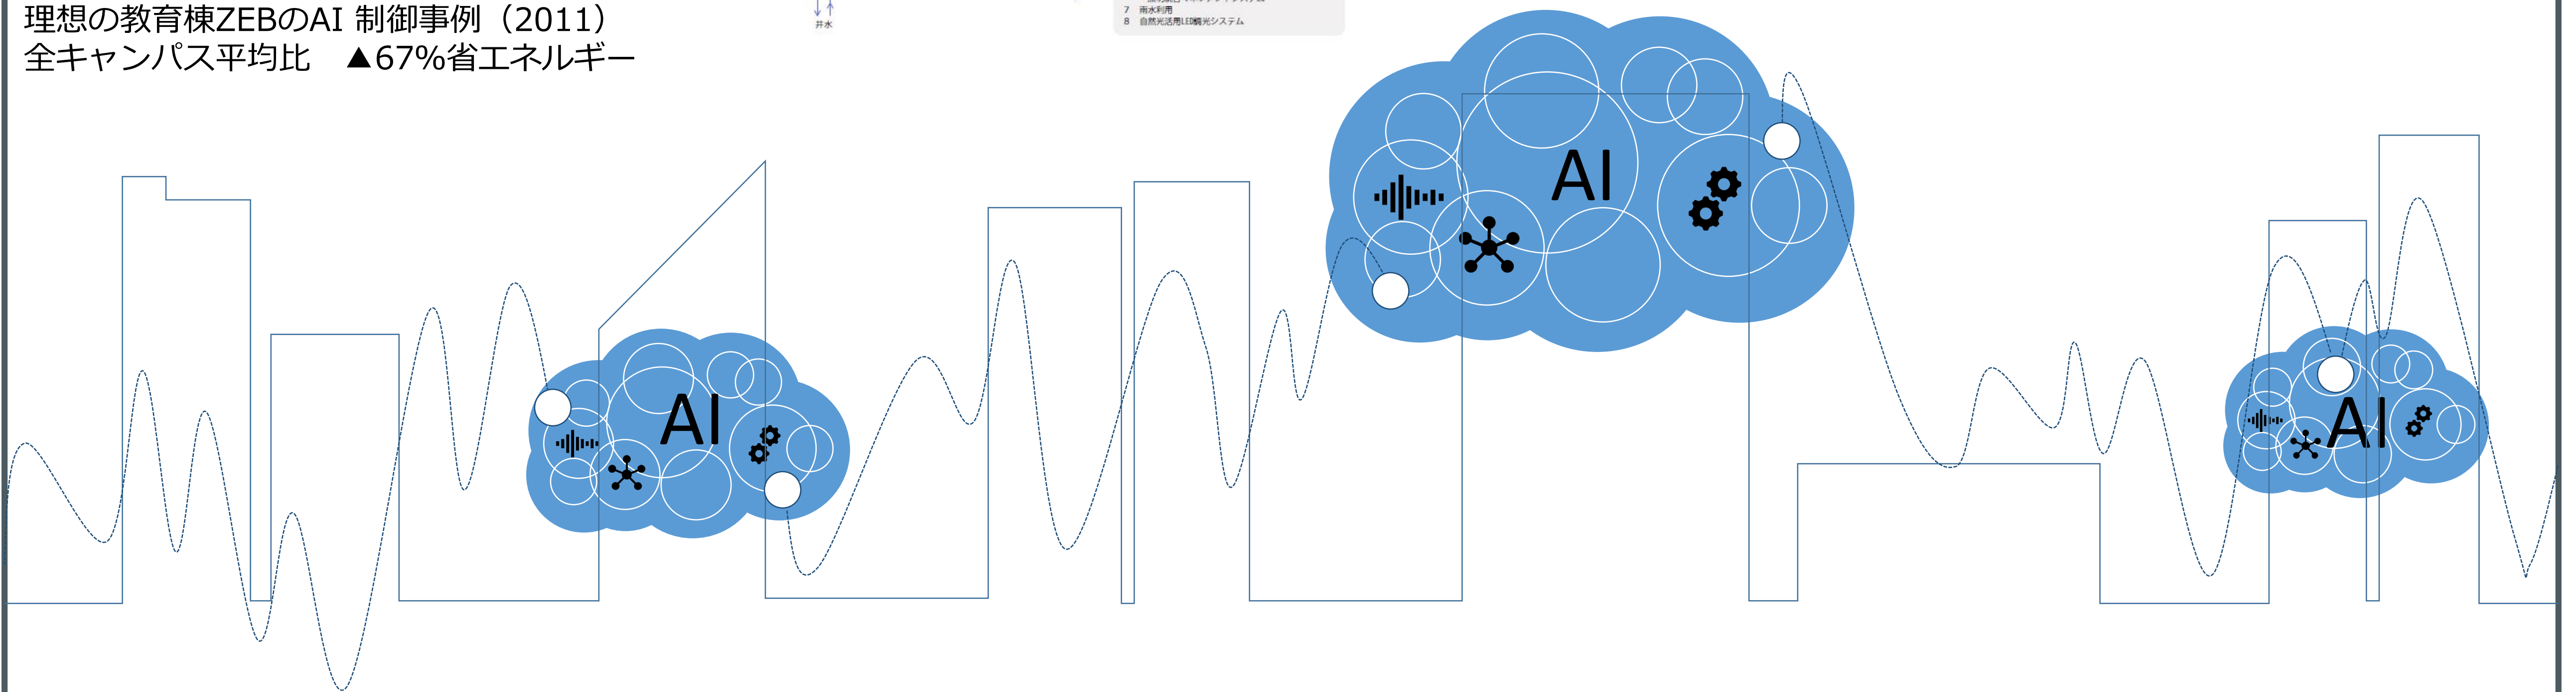 理想の教育棟ZEBのAI 制御事例（2011）
全キャンパス平均比　▲67%省エネルギー
井水
7 雨水利用
8 自然光活用LED調光システム
AI
AI
AI